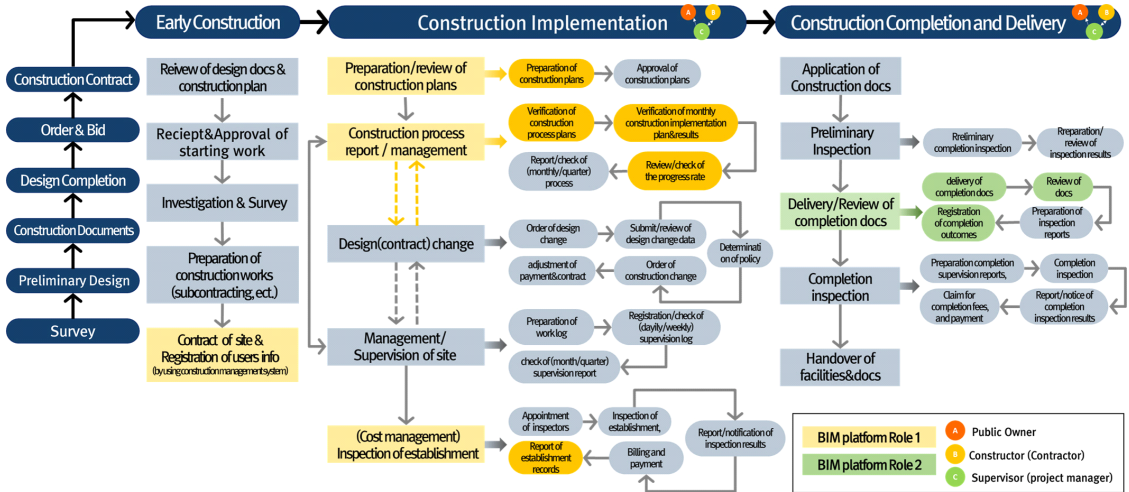 Early Construction
Construction Implementation
A
B
C
Construction Completion and Delivery
A
B
C
Construction Contract
Order & Bid
Design Completion
Construction Documents
Preliminary Design
Survey
Reivew of design docs &
construction plan
Reciept&Approval of
starting work
Investigation & Survey
Preparation of
construction works
(subcontracting, ect.,)
Contract of site &
Registration of users info
(by using construction management system)
Preparation/review of
construction plans
Preparation of
construction plans
Approval of
construction plans
Construction process
report / management
Verification of
construction
process plans
Verification of monthly
construction implementation
plan&results
Report/check of
(monthly/quarter)
process
Review/check of
the progress rate
Design(contract) change
Order of design
change
Submit/review of
design change data
Determinati
on of policy
adjustment of
payment&contract
Order of
construction change
Management/
Supervision of site
Preparation of
work log
Registration/check of
(dayily/weekly)
supervision log
check of (month/quarter)
supervision report
(Cost management)
Inspection of establishment
Appointment
of inspectors
Inspection of
establishment,
Report/notification of
inspection results
Report of
establishment
records
Billing and
payment
Application of
Construction docs
Preliminary
Inspection
Rreliminary
completion inspection
Rreparation/
review of
inspection results
Delivery/Review of
completion docs
delivery of
completion docs
Review of
docs
Registration
of completion
outcomes
Preparation of
inspection
reports
Completion
inspection
Preparation completion
supervision reports,
Completion
inspection
Claim for
completion fees,
and payment
Report/notice of
completion
inspection results
Handover of
facilities&docs
BIM platform Role 1
BIM platform Role 2
A Public Owner
B Constructor (Contractor)
C Supervisor (project manager)